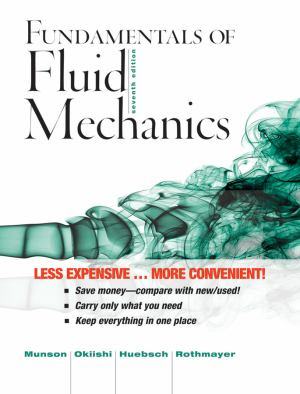 FUNDAMENTALS OF
Fluid
seventh edition
Mechanics
LESS EXPENSIVE ... MORE CONVENIENT!
■ Save money—compare with new/used!
■ Carry only what you need
■ Keep everything in one place
Munson | Okiishi | Huebsch | Rothmayer